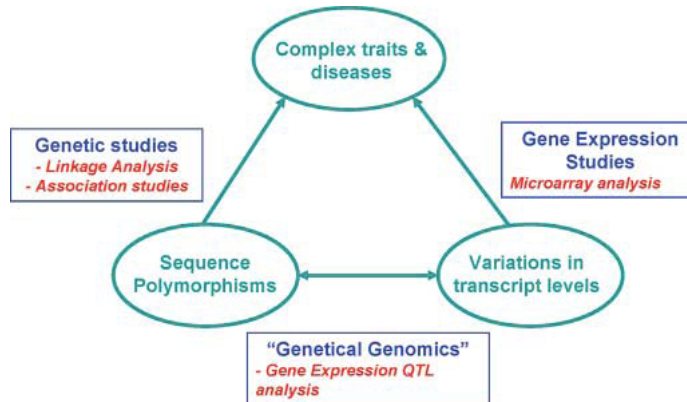 Complex traits &
diseases
Genetic studies
- Linkage Analysis
- Association studies
Gene Expression
Studies
Microarray analysis
Sequence
Polymorphisms
Variations in
transcript levels
“Genetical Genomics”
- Gene Expression QTL
analysis